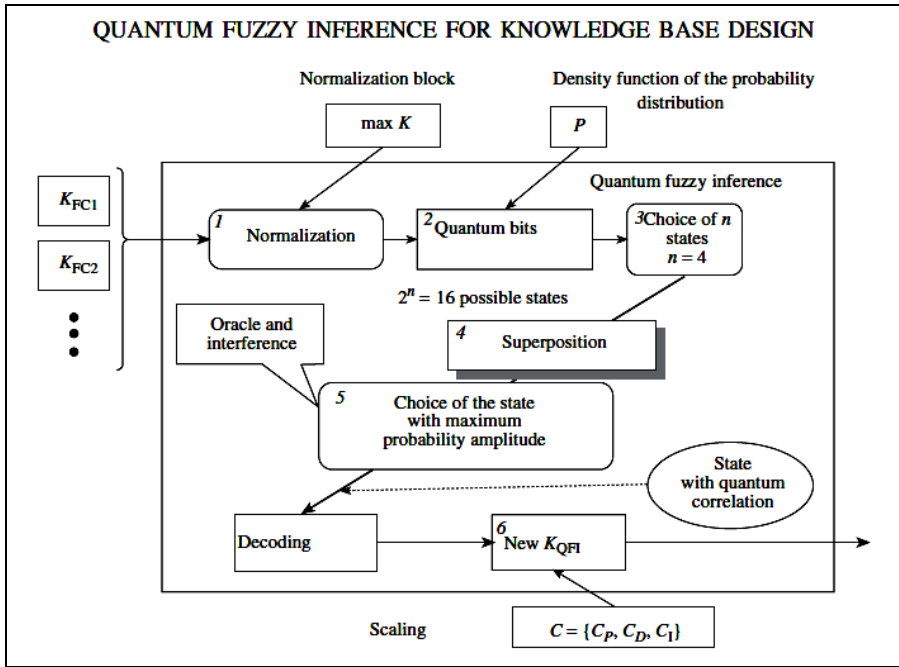 QUANTUM FUZZY INFERENCE FOR KNOWLEDGE BASE DESIGN
Normalization block
Density function of the probability
distribution
max K
P
Quantum fuzzy inference
K_FC1
K_FC2
1
Normalization
2
Quantum bits
3
Choice of n
states
n = 4
2^n = 16 possible states
Oracle and
interference
4
Superposition
5
Choice of the state
with maximum
probability amplitude
State
with quantum
correlation
Decoding
6
New K_QFI
Scaling
C = {C_P, C_D, C_I}